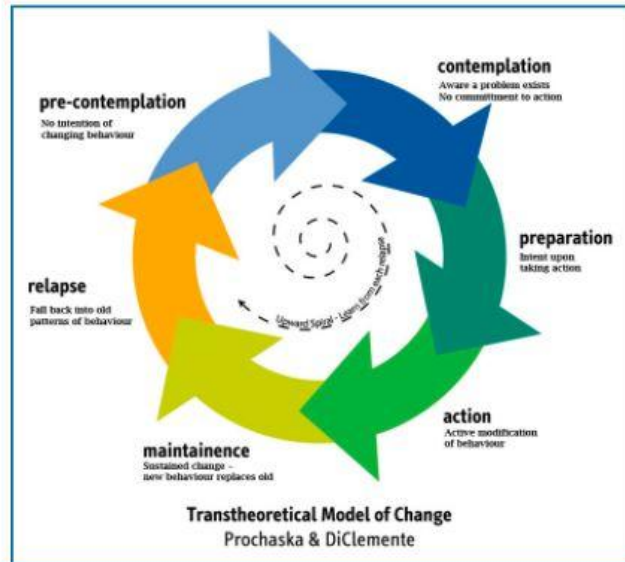 contemplation
Aware a problem exists
No commitment to action
preparation
Intent upon
taking action
action
Active modification
of behaviour
maintainence
Sustained change –
new behaviour replaces old
relapse
Fall back into old
patterns of behaviour
pre-contemplation
No intention of
changing behaviour
Upward Spiral - Learn from each relapse
Transtheoretical Model of Change
Prochaska & DiClemente